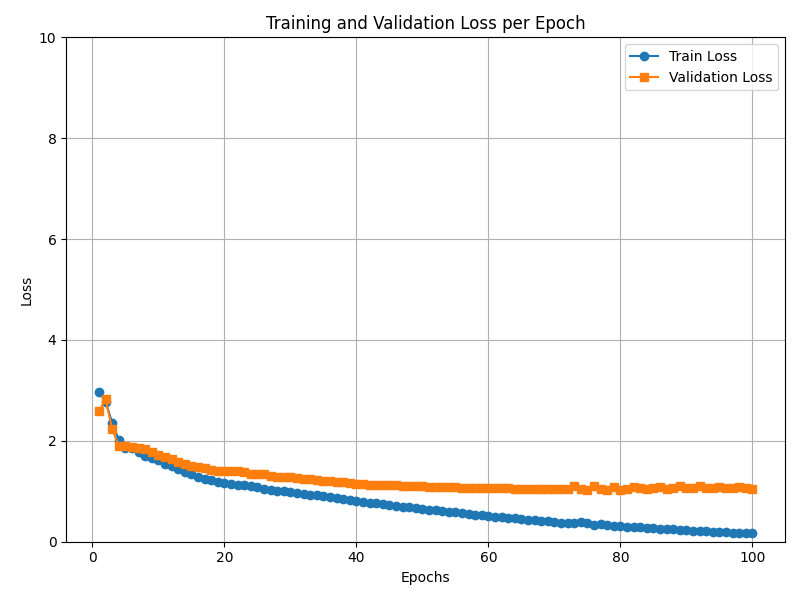 Training and Validation Loss per Epoch
Train Loss
Validation Loss
10
8
6
4
2
0
Loss
0 20 40 60 80 100
Epochs